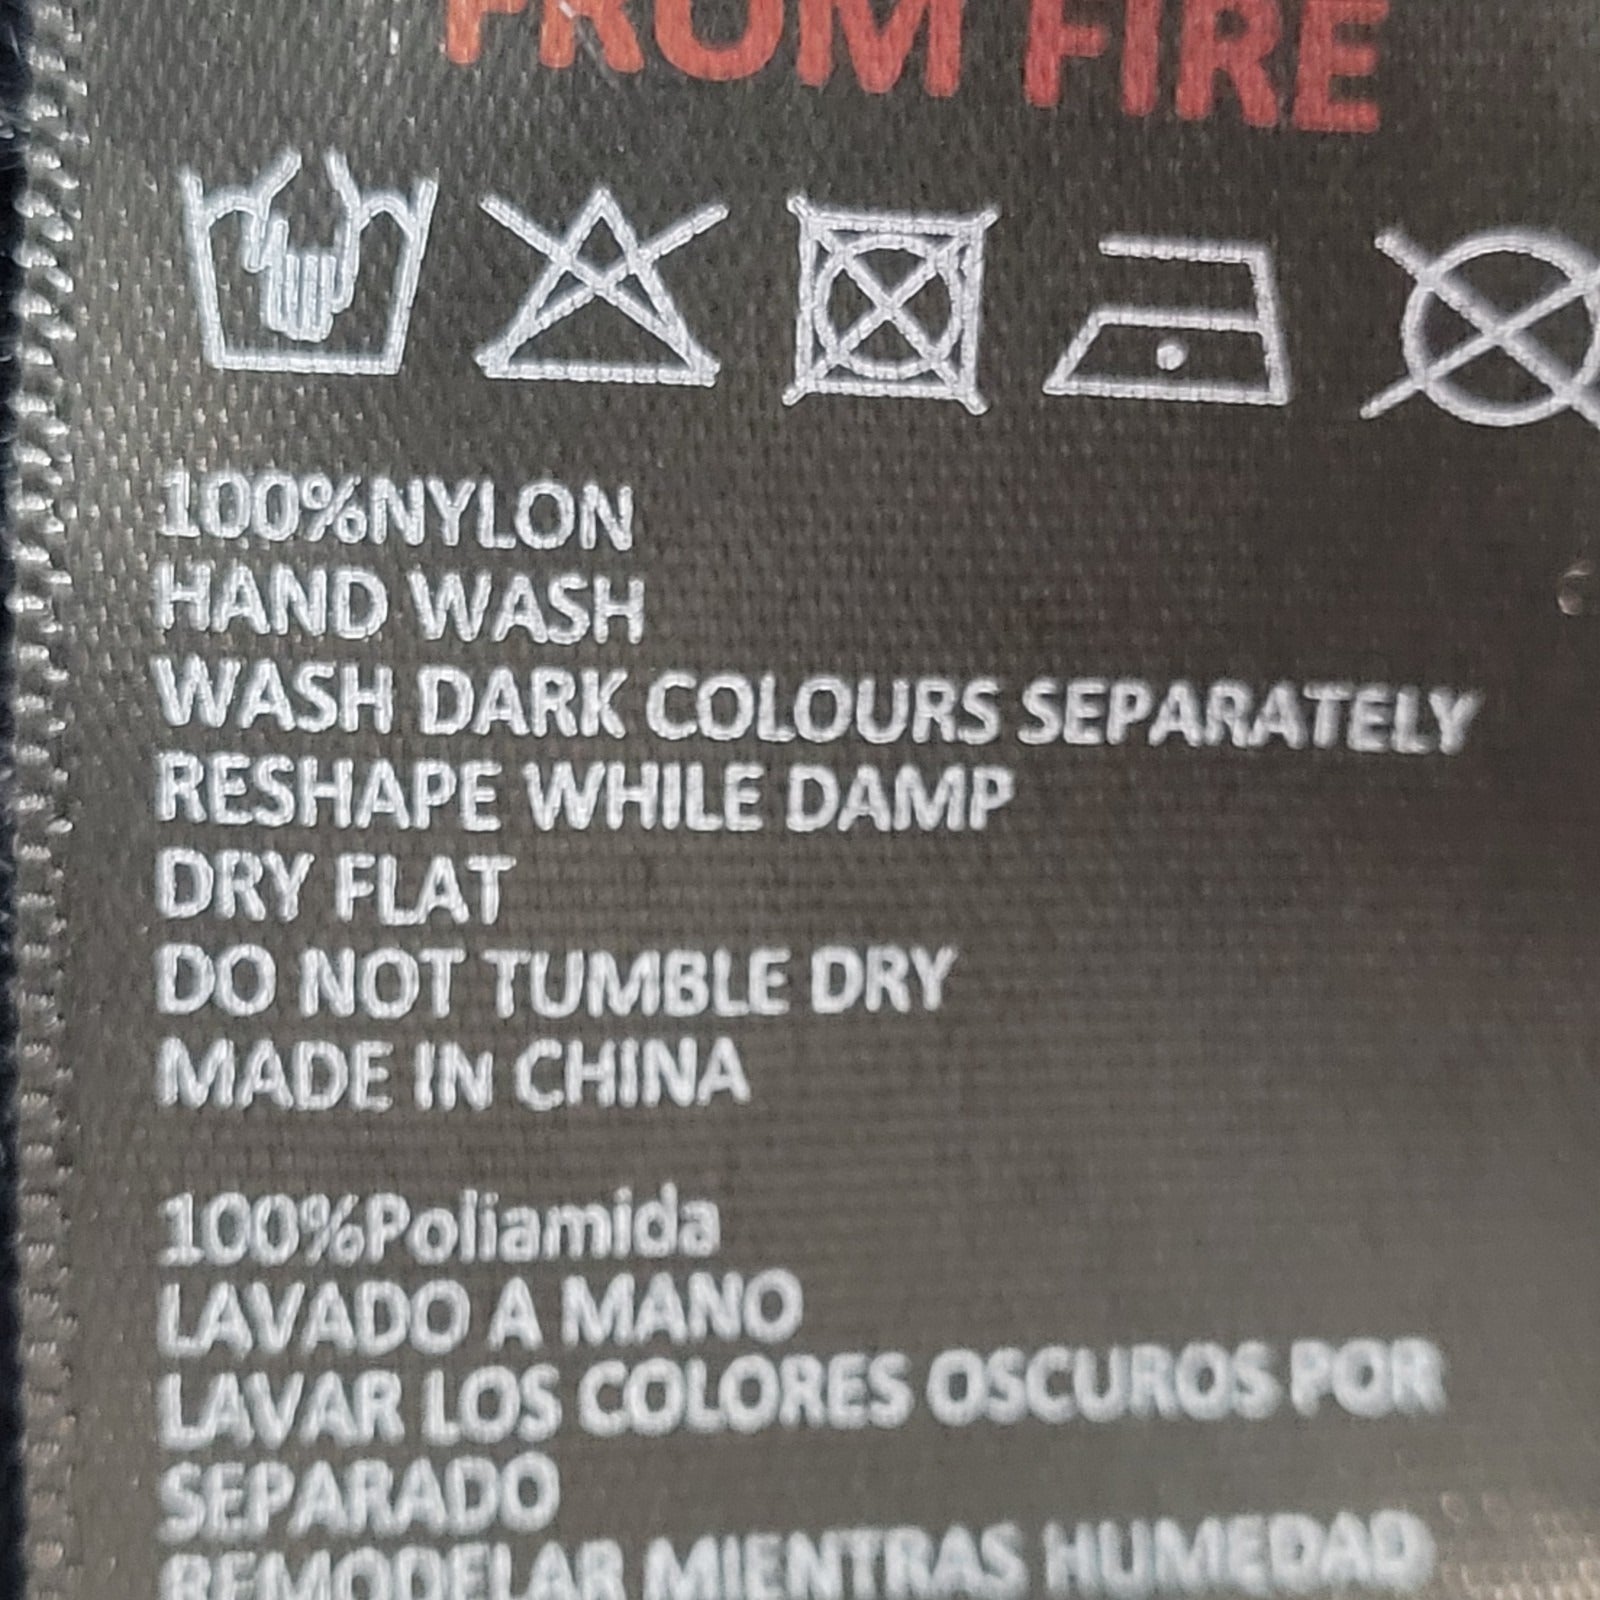 FROM FIRE
100%NYLON
HAND WASH
WASH DARK COLOURS SEPARATELY
RESHAPE WHILE DAMP
DRY FLAT
DO NOT TUMBLE DRY
MADE IN CHINA
100%Poliamida
LAVADO A MANO
LAVAR LOS COLORES OSCUROS POR
SEPARADO
REMODELAR MIENTRAS HUMEDAD